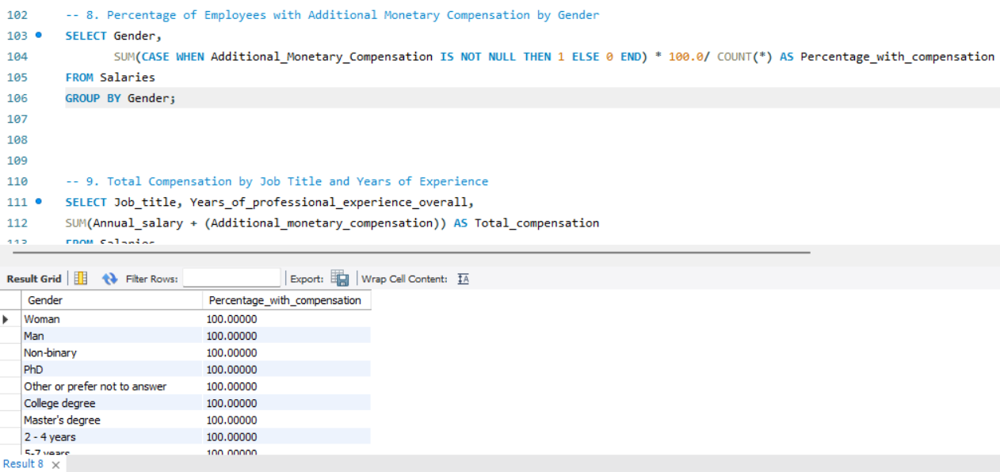 102 -- 8. Percentage of Employees with Additional Monetary Compensation by Gender
103 SELECT Gender,
104 SUM(CASE WHEN Additional_Monetary_Compensation IS NOT NULL THEN 1 ELSE 0 END) * 100.0/ COUNT(*) AS Percentage_with_compensation
105 FROM Salaries
106 GROUP BY Gender;
107
108
109
110 -- 9. Total Compensation by Job Title and Years of Experience
111 SELECT Job_title, Years_of_professional_experience_overall,
112 SUM(Annual_salary + (Additional_monetary_compensation)) AS Total_compensation
113 FROM Salaries
Result Grid Filter Rows: Export: Wrap Cell Content: IA
Gender Percentage_with_compensation
Woman 100.00000
Man 100.00000
Non-binary 100.00000
PhD 100.00000
Other or prefer not to answer 100.00000
College degree 100.00000
Master's degree 100.00000
2 - 4 years 100.00000
5-7 years 100.00000
Result 8 ×